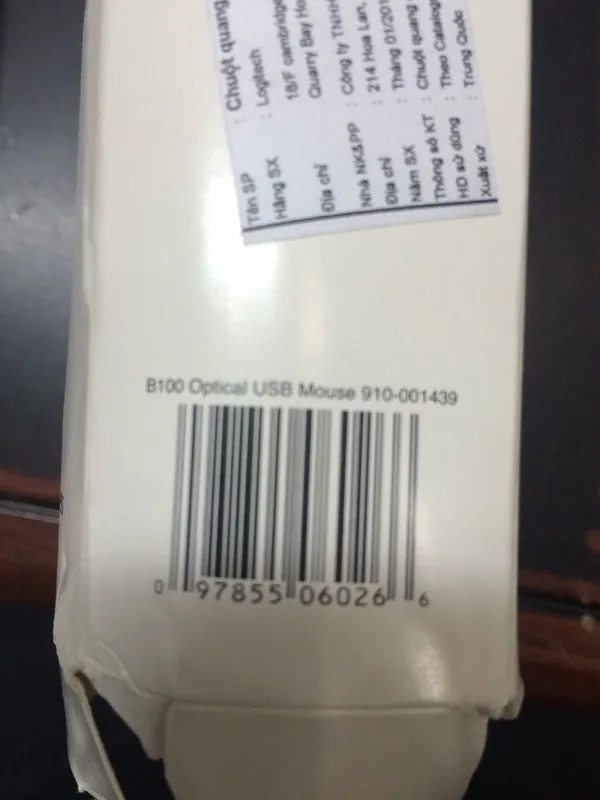 Tên SP : Chuột quang
Hãng SX : Logitech
Địa chỉ 18/F cambridge
Quarry Bay Ho
Nhà NK&PP : Công ty TNHH
Địa chỉ : 214 Hoa Lan,
Năm SX : Tháng 01/201
Thông số KT : Chuột quang
HD sử dũng : Theo Catalog
Xuất xứ : Trung Quốc
B100 Optical USB Mouse 910-001439
0 97855 06026 6